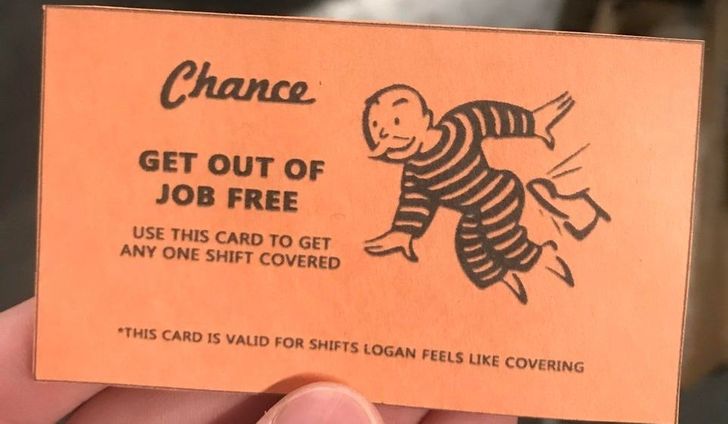 Chance
GET OUT OF
JOB FREE
USE THIS CARD TO GET
ANY ONE SHIFT COVERED
*THIS CARD IS VALID FOR SHIFTS LOGAN FEELS LIKE COVERING